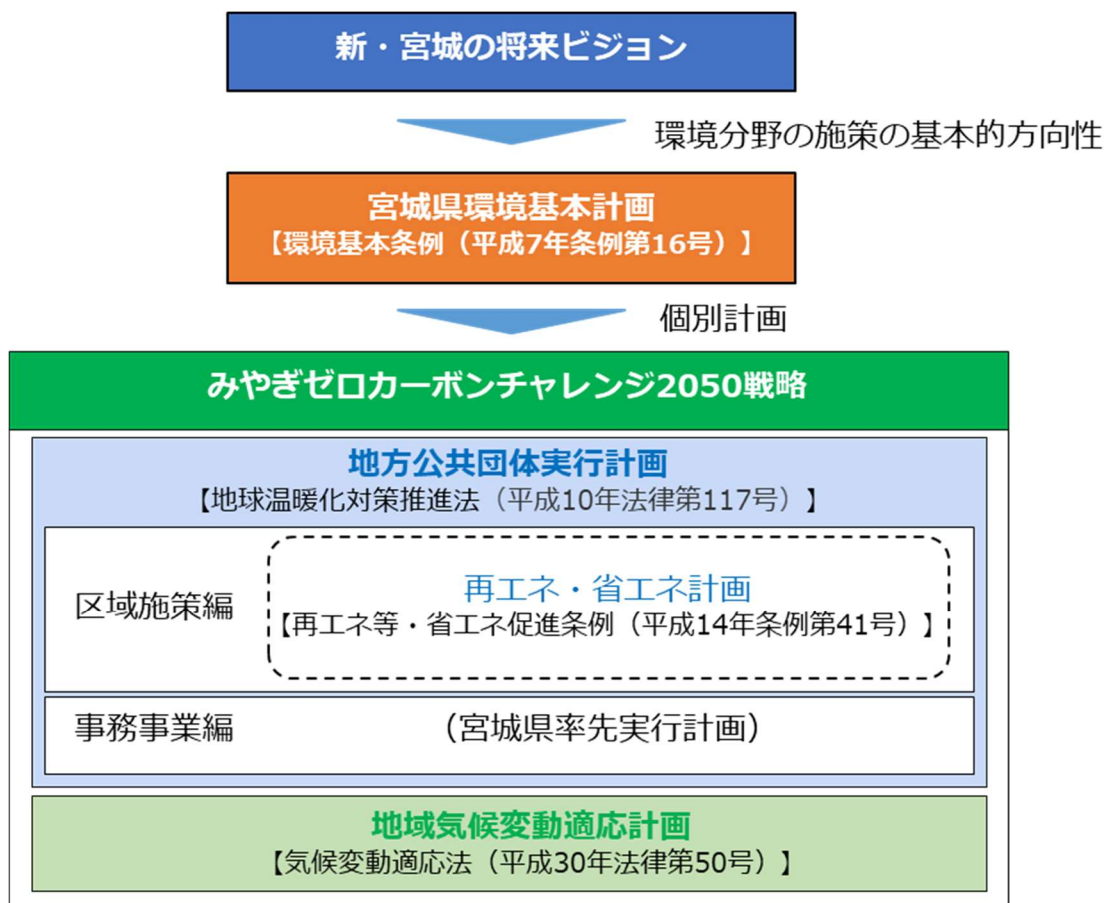 新・宮城の将来ビジョン
環境分野の施策の基本的方向性
宮城県環境基本計画
【環境基本条例（平成7年条例第16号）】
個別計画
みやぎゼロカーボンチャレンジ2050戦略
地方公共団体実行計画
【地球温暖化対策推進法（平成10年法律第117号）】
区域施策編
再エネ・省エネ計画
【再エネ等・省エネ促進条例（平成14年条例第41号）】
事務事業編
（宮城県率先実行計画）
地域気候変動適応計画
【気候変動適応法（平成30年法律第50号）】